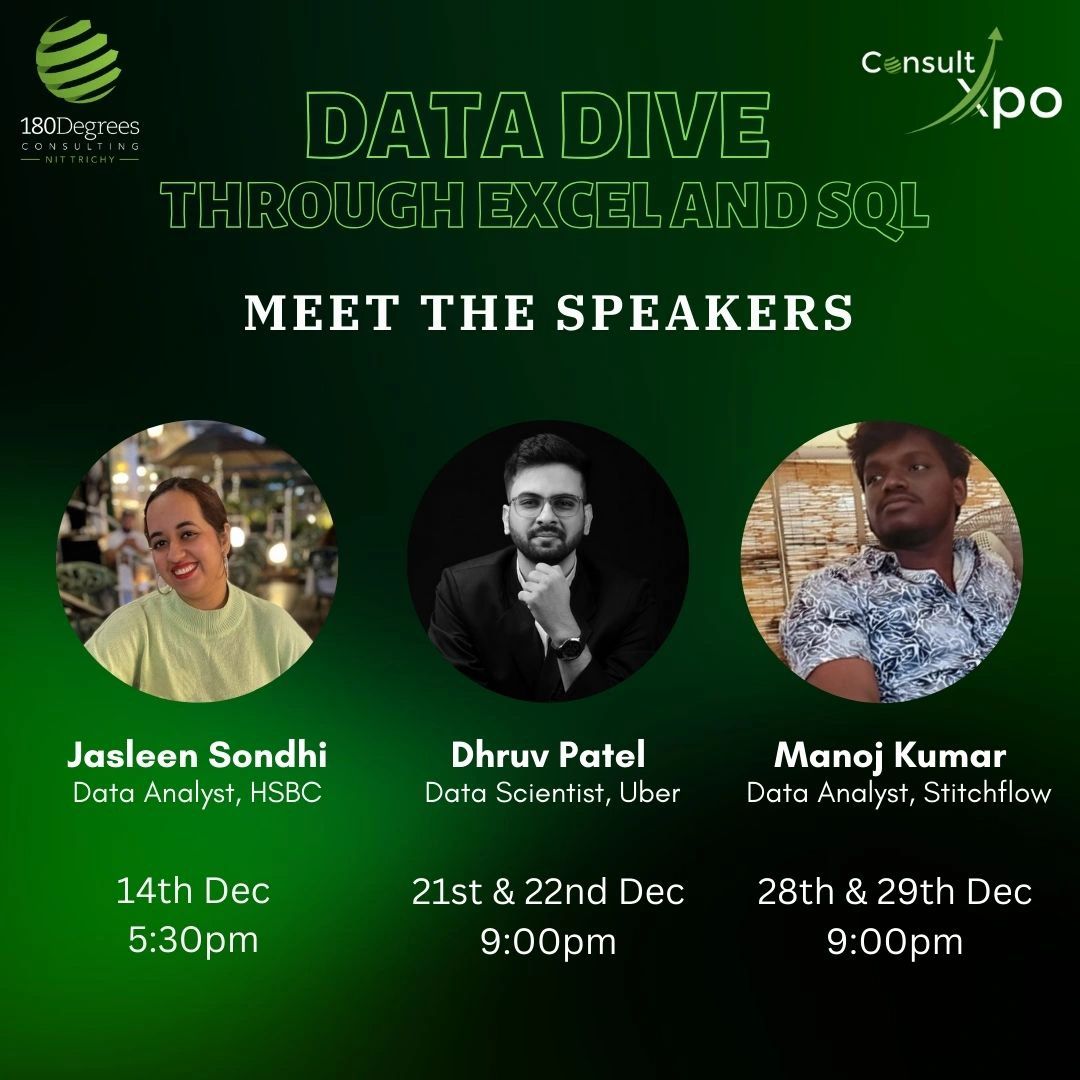 180Degrees
CONSULTING
NIT TRICHY
Consult
Xpo
DATA DIVE
THROUGH EXCEL AND SQL
MEET THE SPEAKERS
Jasleen Sondhi
Data Analyst, HSBC
14th Dec
5:30pm
Dhruv Patel
Data Scientist, Uber
21st & 22nd Dec
9:00pm
Manoj Kumar
Data Analyst, Stitchflow
28th & 29th Dec
9:00pm